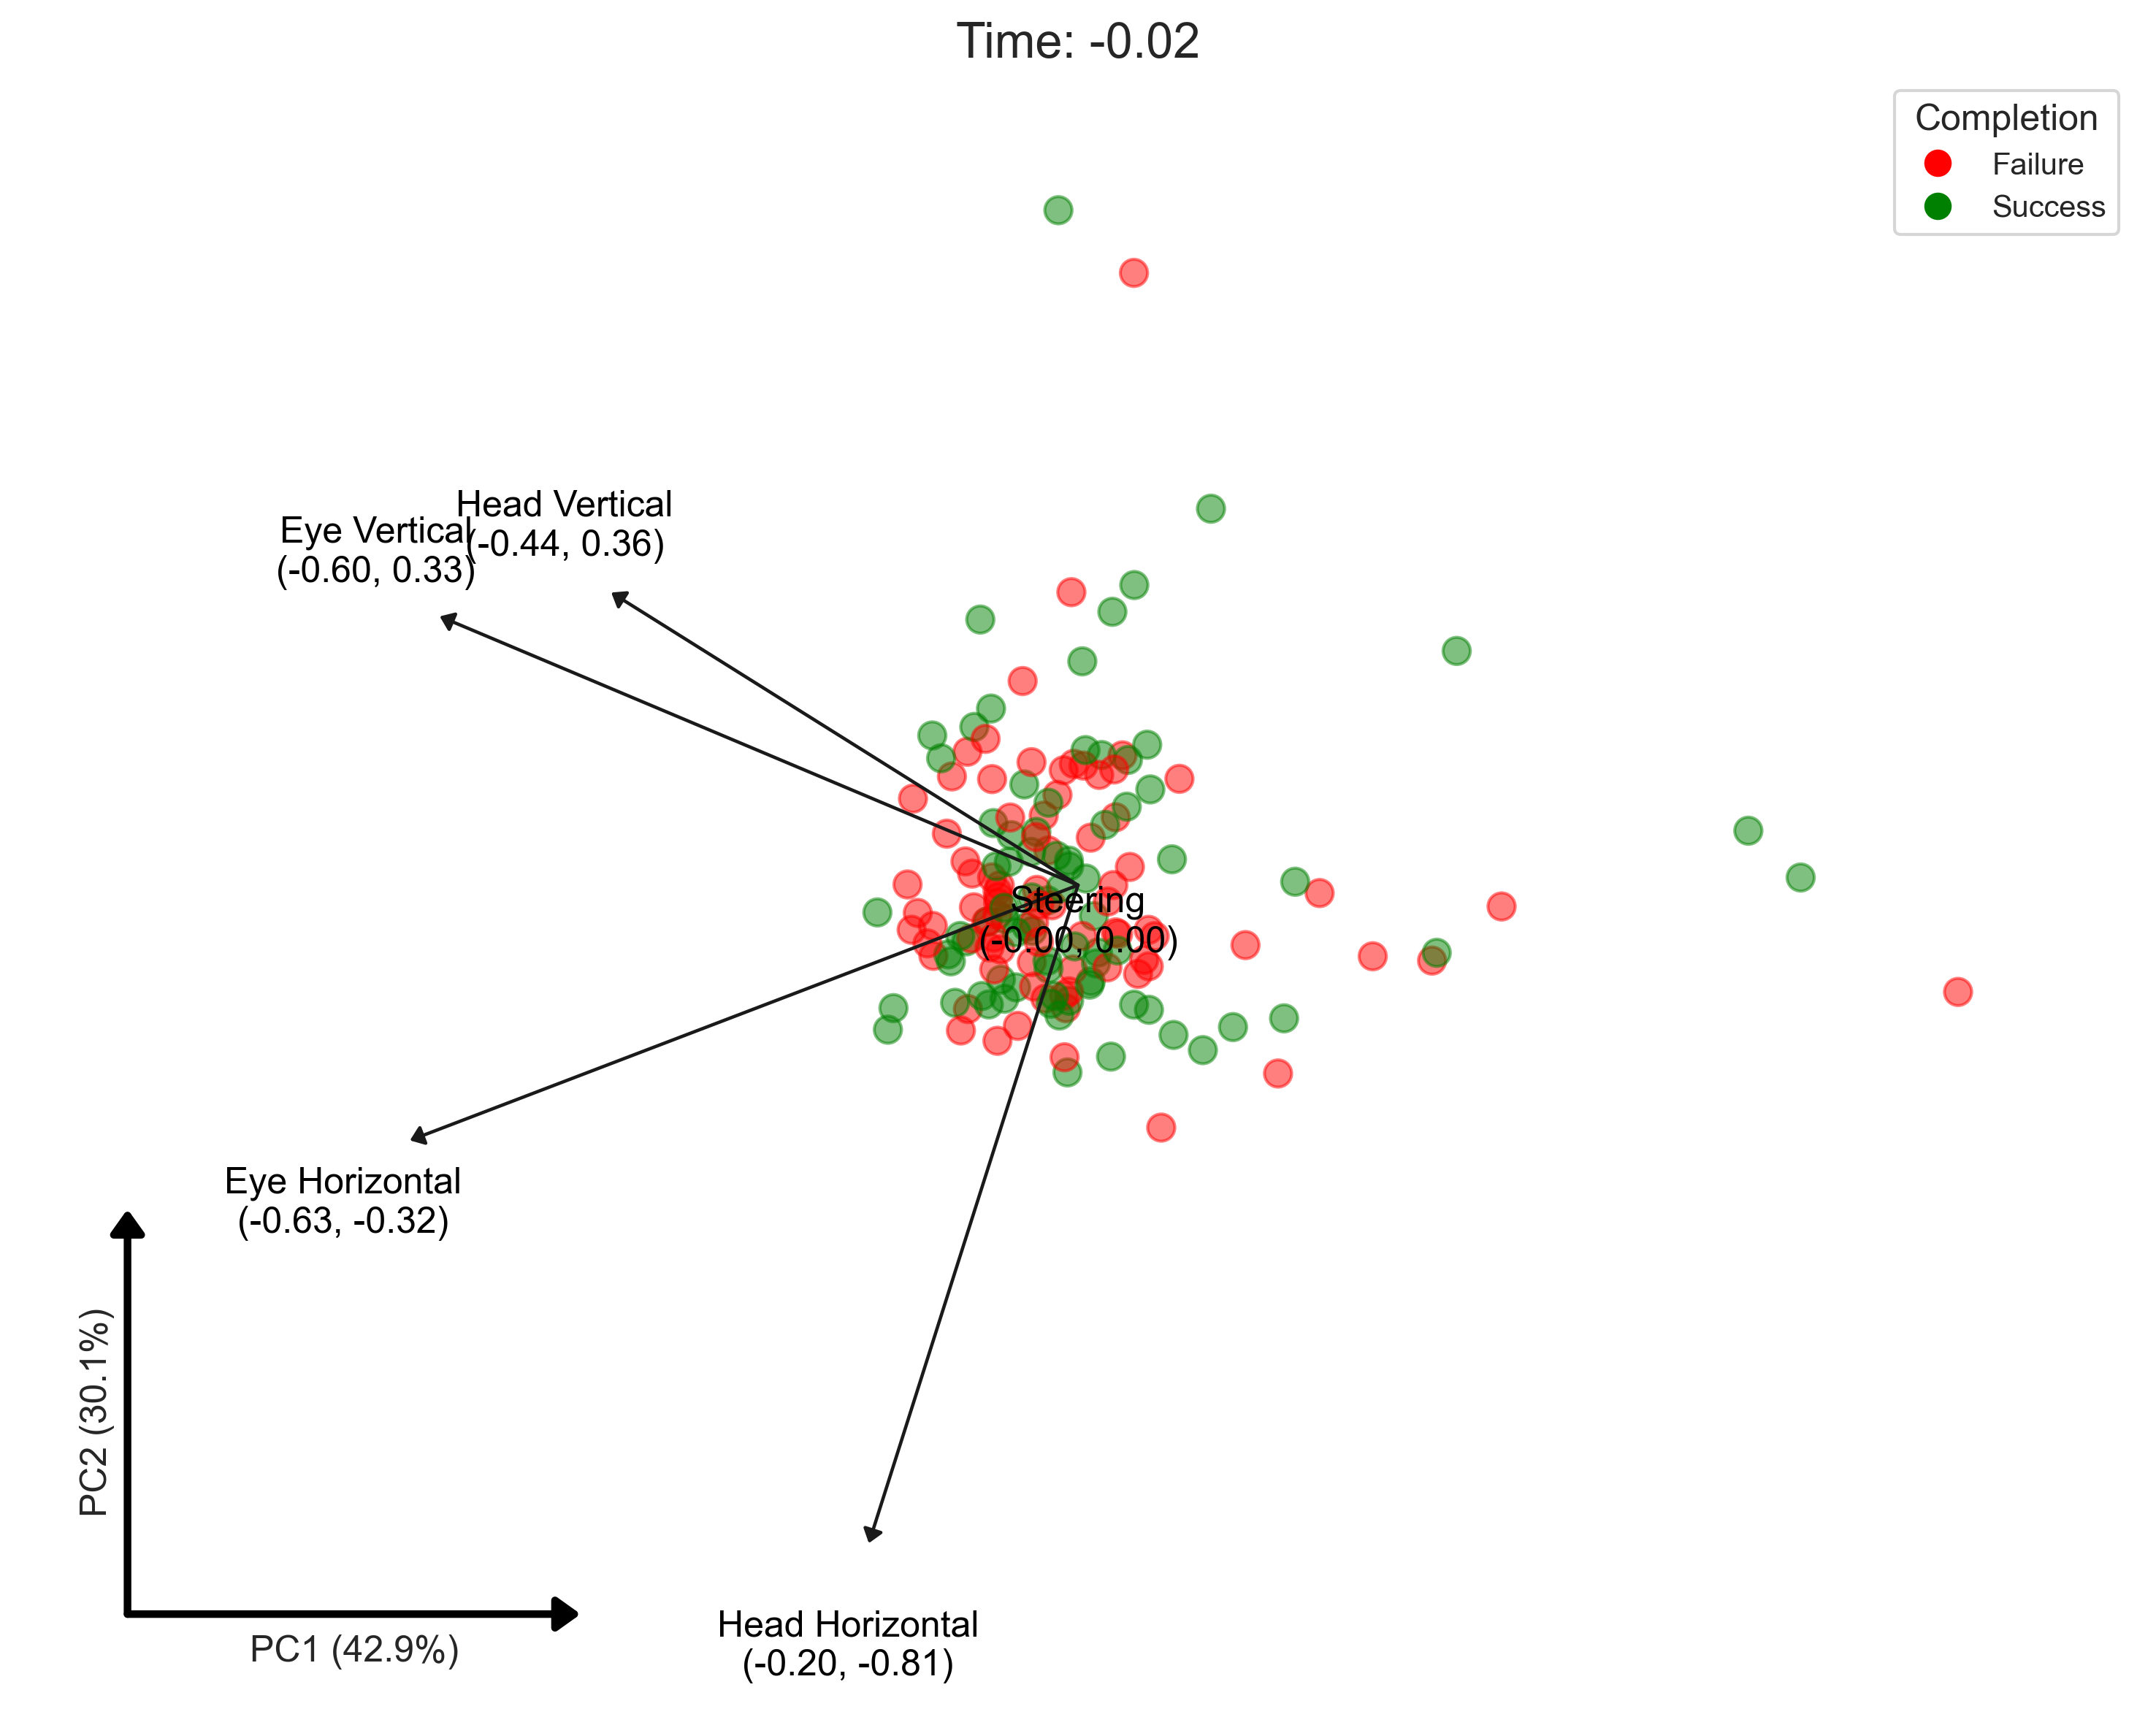 Time: -0.02
Completion
Failure
Success
Head Vertical
(-0.44, 0.36)
Eye Vertical
(-0.60, 0.33)
Steering
(-0.00, 0.00)
Eye Horizontal
(-0.63, -0.32)
PC2 (30.1%)
PC1 (42.9%)
Head Horizontal
(-0.20, -0.81)